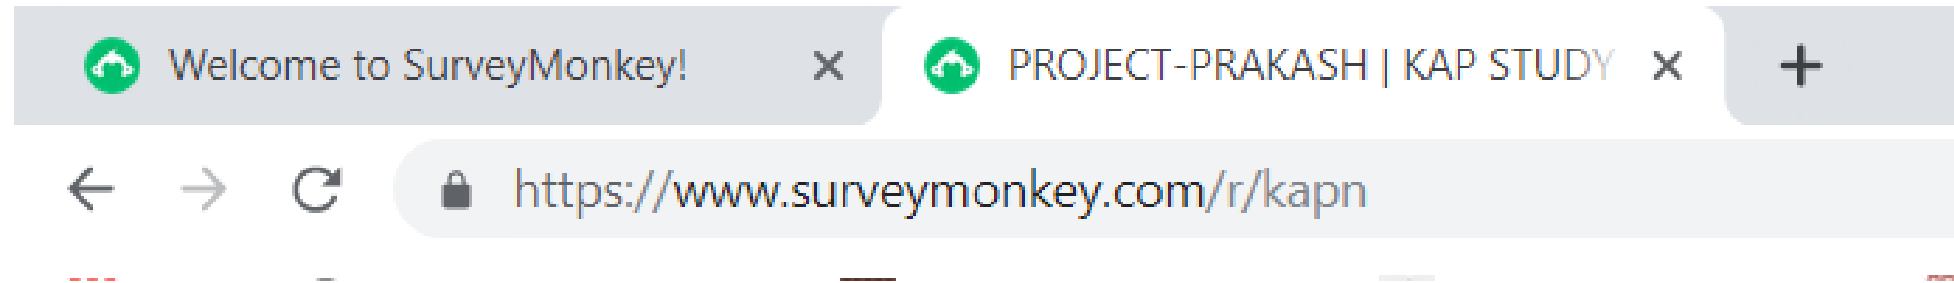 Welcome to SurveyMonkey!
PROJECT-PRAKASH | KAP STUDY
https://www.surveymonkey.com/r/kapn